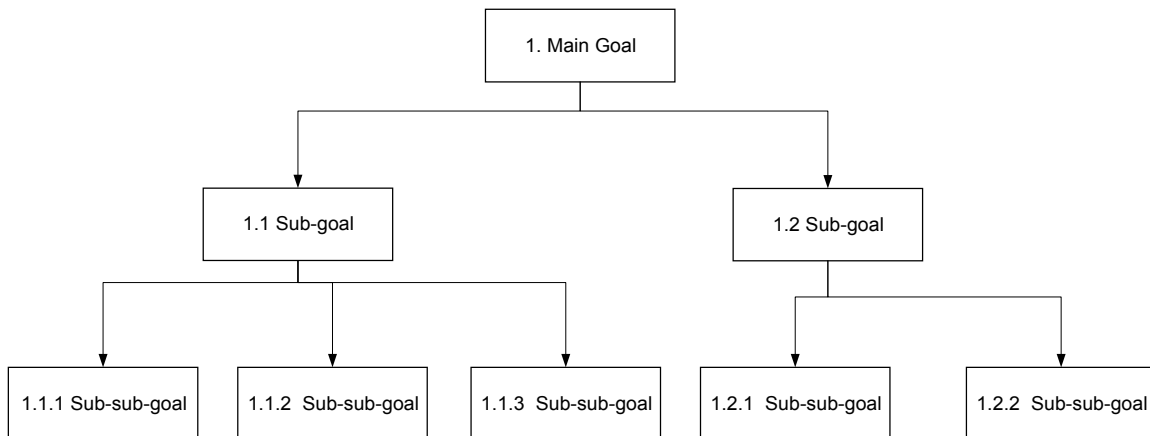 1. Main Goal
1.1 Sub-goal
1.2 Sub-goal
1.1.1 Sub-sub-goal
1.1.2  Sub-sub-goal
1.1.3  Sub-sub-goal
1.2.1  Sub-sub-goal
1.2.2  Sub-sub-goal